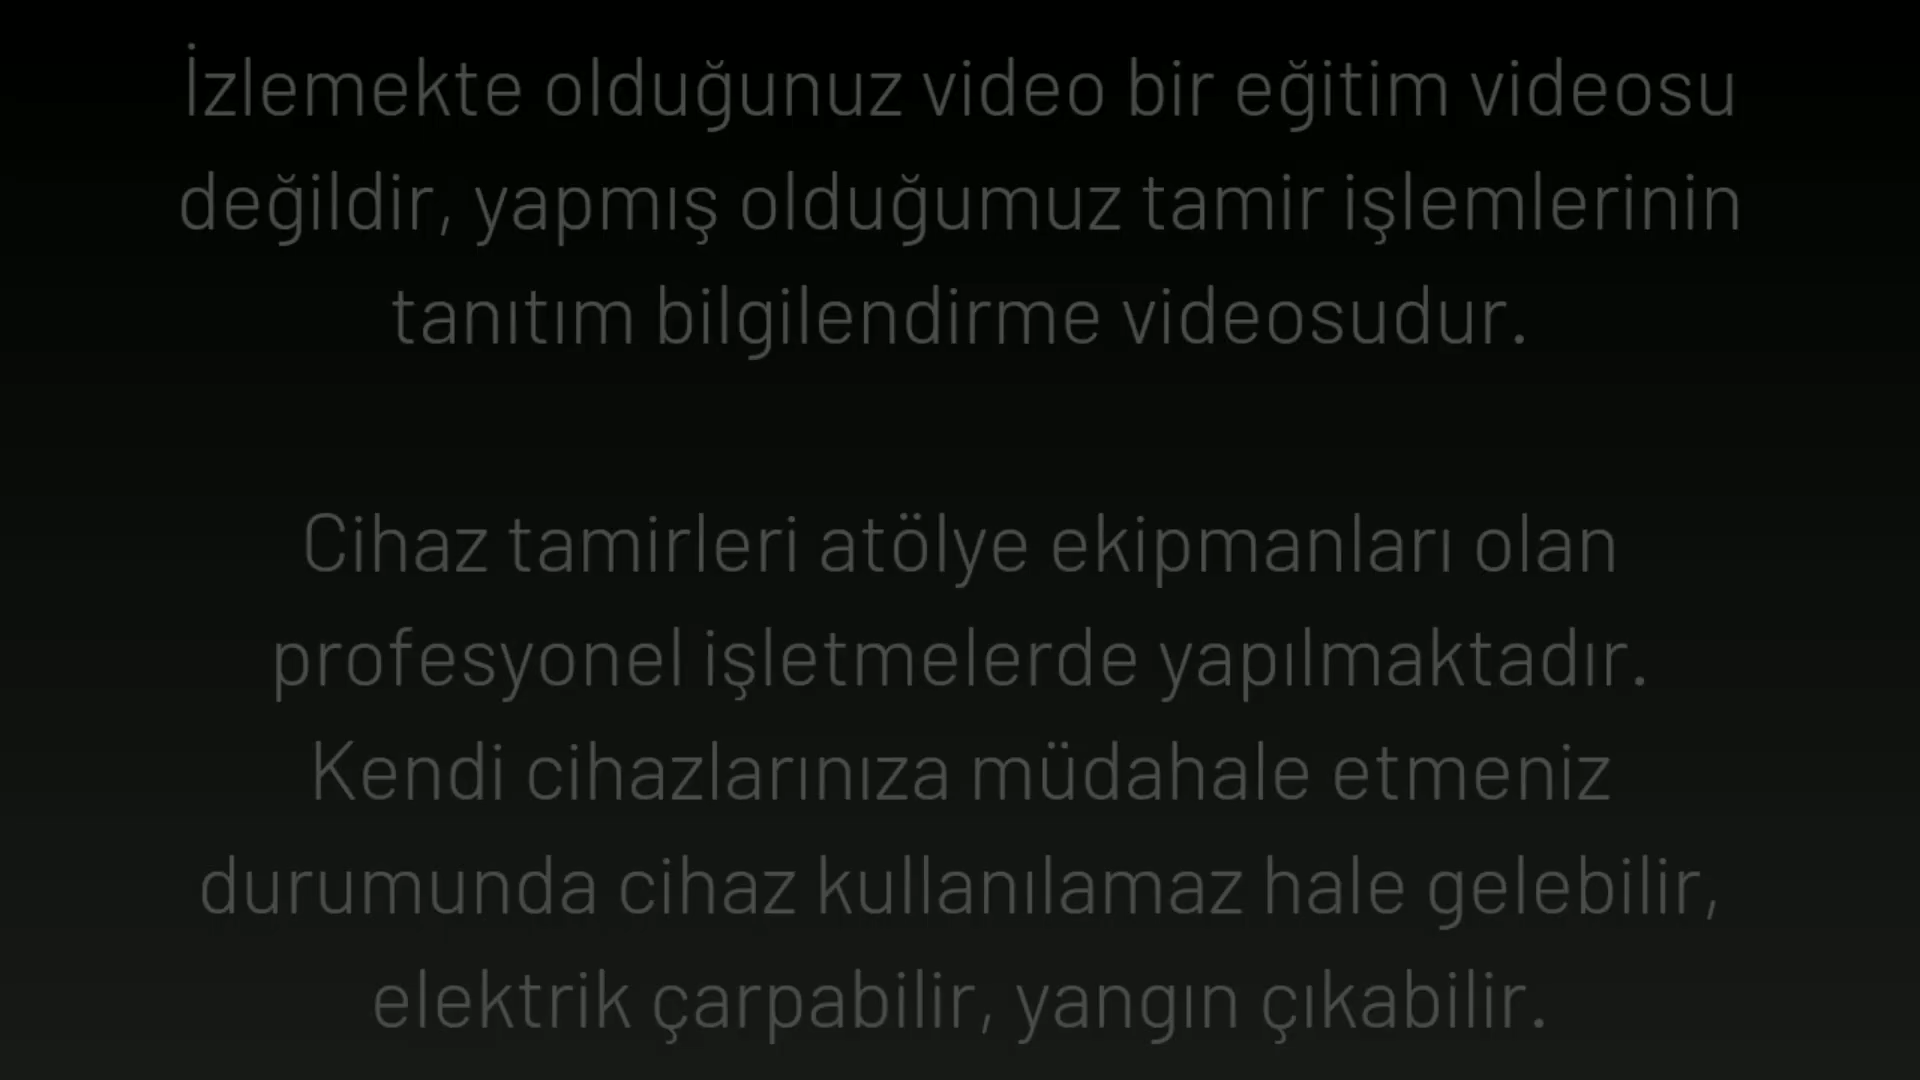 İzlemekte olduğunuz video bir eğitim videosu
değildir, yapmış olduğumuz tamir işlemlerinin
tanıtım bilgilendirme videosudur.
Cihaz tamirleri atölye ekipmanları olan
profesyonel işletmelerde yapılmaktadır.
Kendi cihazlarınıza müdahale etmeniz
durumunda cihaz kullanılamaz hale gelebilir,
elektrik çarpabilir, yangın çıkabilir.